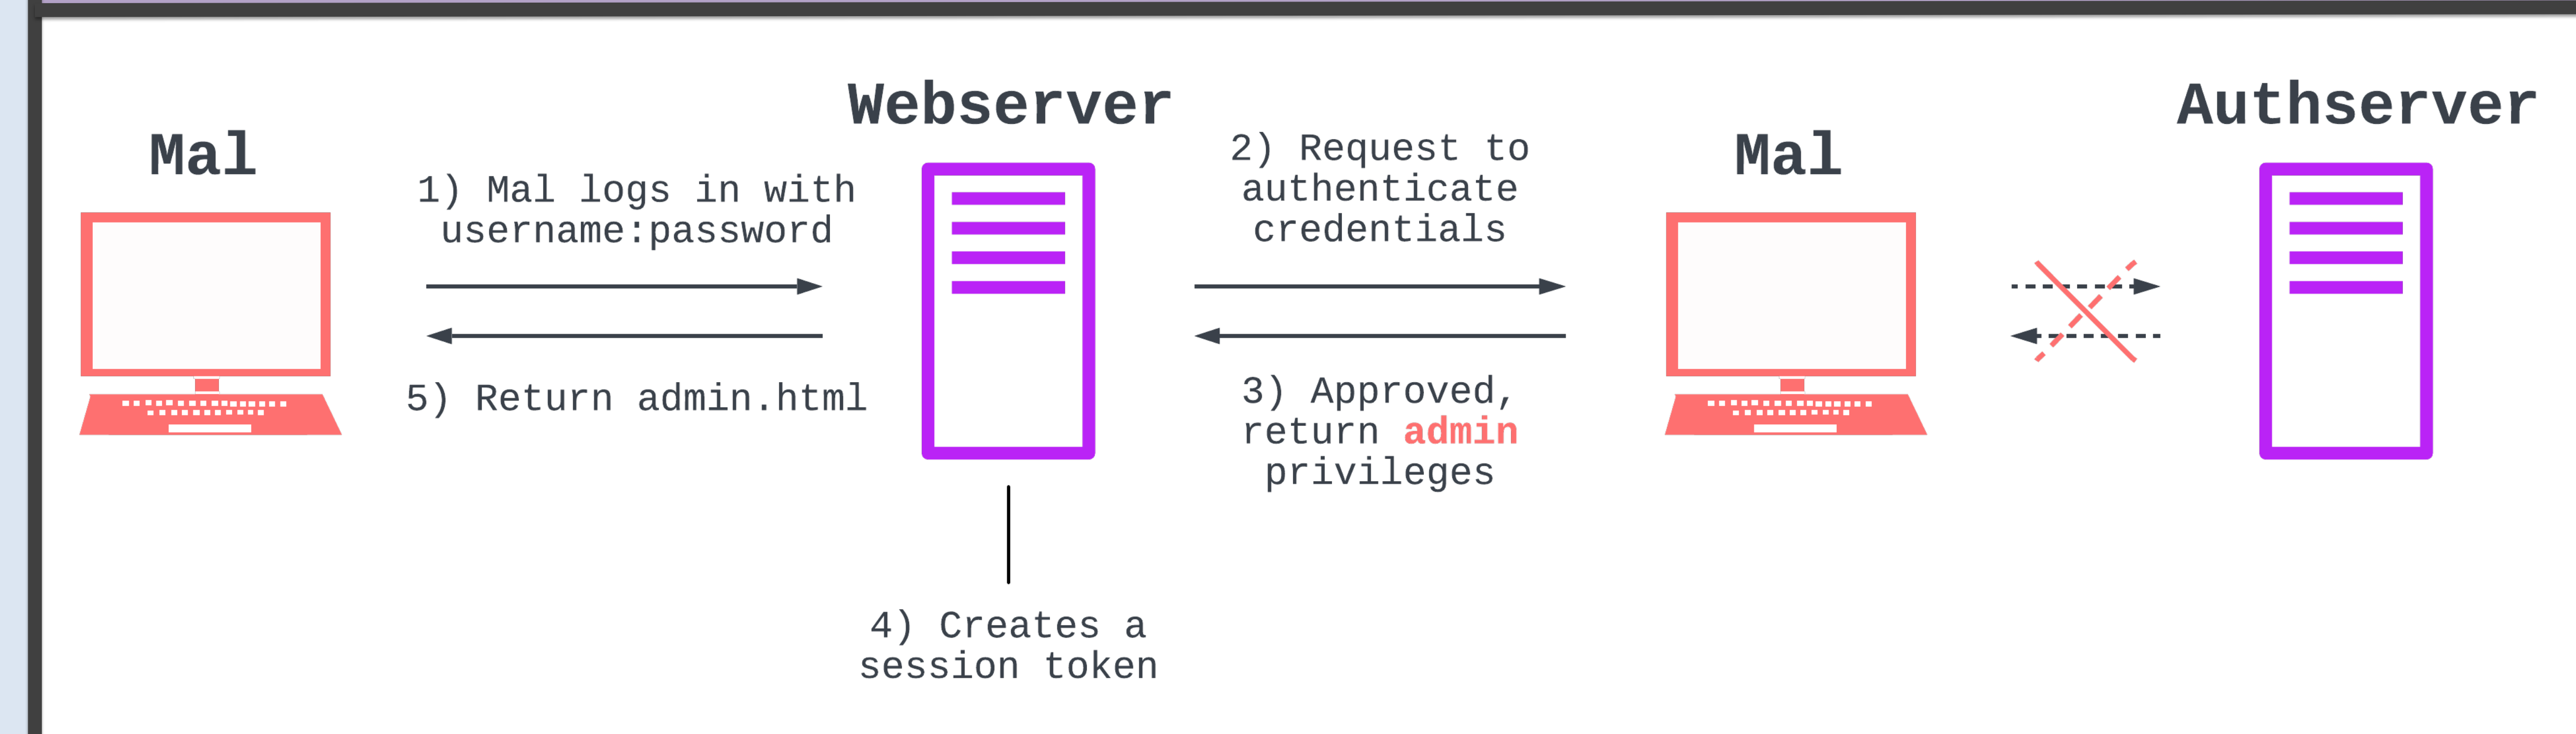 Mal
1) Mal logs in with
username:password
5) Return admin.html
Webserver
4) Creates a
session token
2) Request to
authenticate
credentials
3) Approved,
return admin
privileges
Mal
Authserver